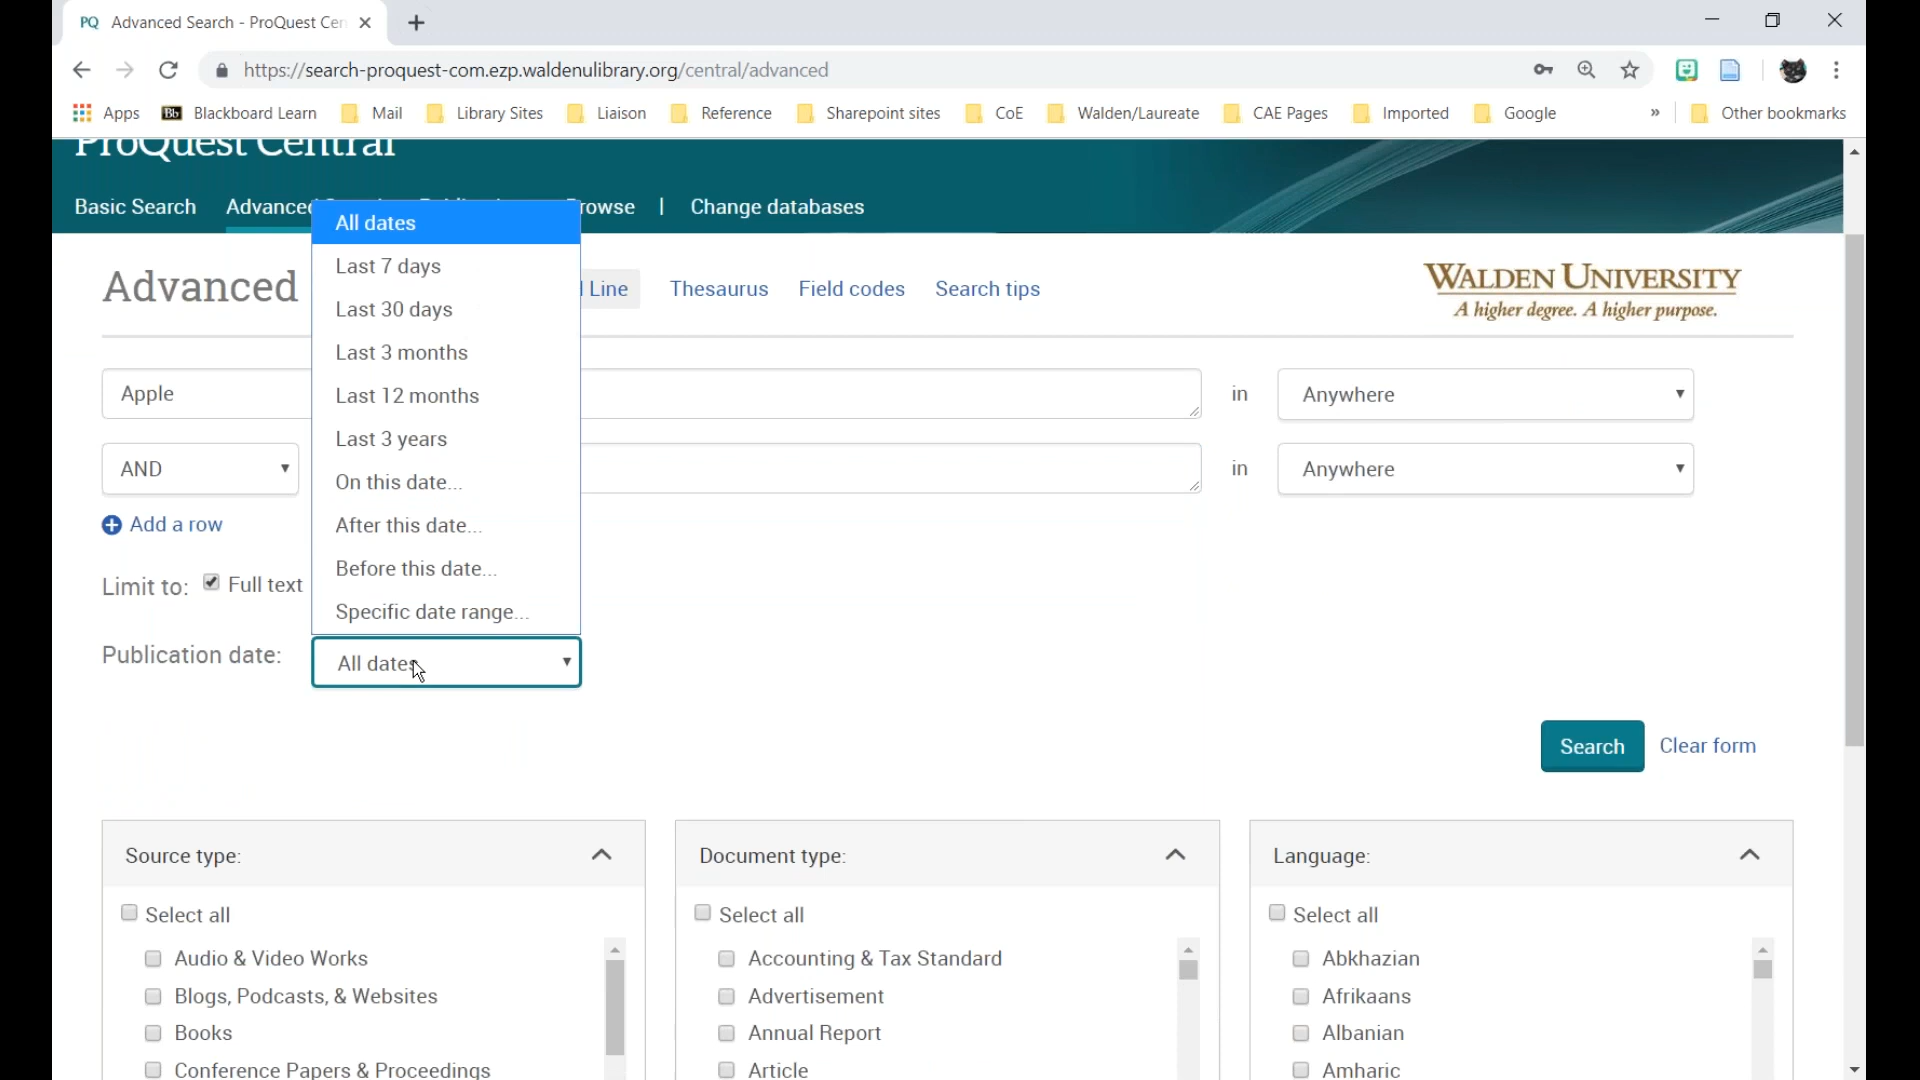 PQ Advanced Search - ProQuest Cen
https://search-proquest-com.ezp.waldenulibrary.org/central/advanced
Apps Blackboard Learn Mail Library Sites Liaison Reference Sharepoint sites CoE Walden/Laureate CAE Pages Imported Google » Other bookmarks
ProQuest Central
Basic Search Advanced Browse | Change databases
All dates
Last 7 days
Last 30 days
Last 3 months
Last 12 months
Last 3 years
On this date...
After this date...
Before this date...
Specific date range...
Advanced Line Thesaurus Field codes Search tips
WALDEN UNIVERSITY
A higher degree. A higher purpose.
Apple in Anywhere
AND in Anywhere
Add a row
Limit to: Full text
Publication date: All dates
Search Clear form
Source type: Document type: Language:
Select all Select all Select all
Audio & Video Works Accounting & Tax Standard Abkhazian
Blogs, Podcasts, & Websites Advertisement Afrikaans
Books Annual Report Albanian
Conference Papers & Proceedings Article Amharic